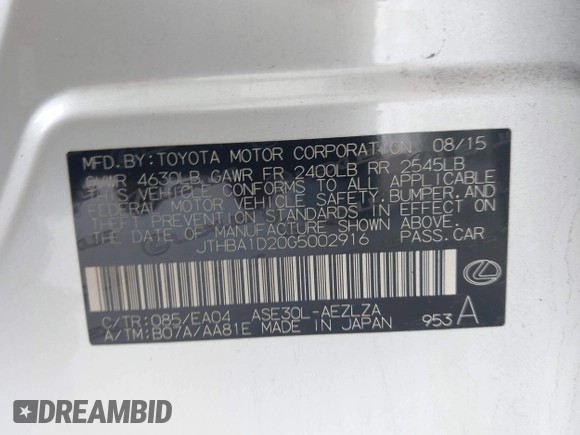 MFD.BY:TOYOTA MOTOR CORPORATION 08/15
GVWR 4630LB GAWR FR 2400LB RR 2545LB
THIS VEHICLE CONFORMS TO ALL APPLICABLE
FEDERAL MOTOR VEHICLE SAFETY,BUMPER,AND
THEFT PREVENTION STANDARDS IN EFFECT ON
THE DATE OF MANUFACTURE SHOWN ABOVE.
JTHBA1D20G5002916 PASS.CAR
C/TR:085/EA04 ASE30L-AEZLZA
A/TM:B07A/AA81E MADE IN JAPAN 953 A
DREAMBID